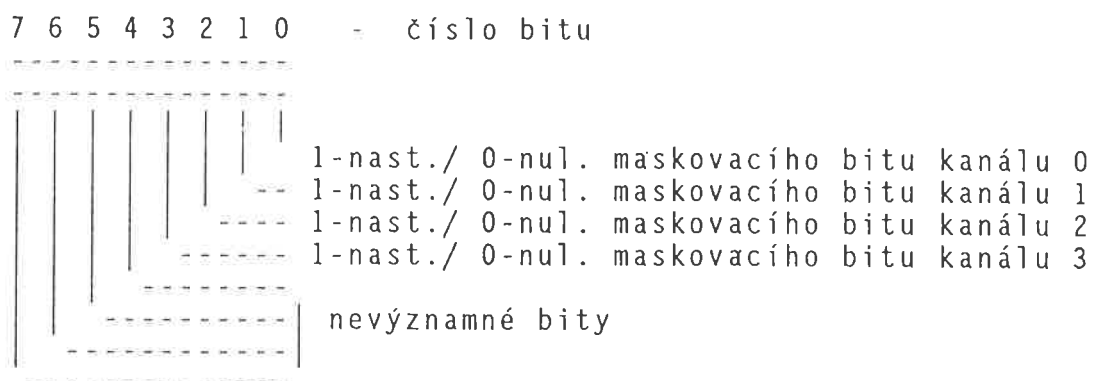 7 6 5 4 3 2 1 0 - číslo bitu
1-nast./ 0-nul. maskovacího bitu kanálu 0
1-nast./ 0-nul. maskovacího bitu kanálu 1
1-nast./ 0-nul. maskovacího bitu kanálu 2
1-nast./ 0-nul. maskovacího bitu kanálu 3
nevýznamné bity